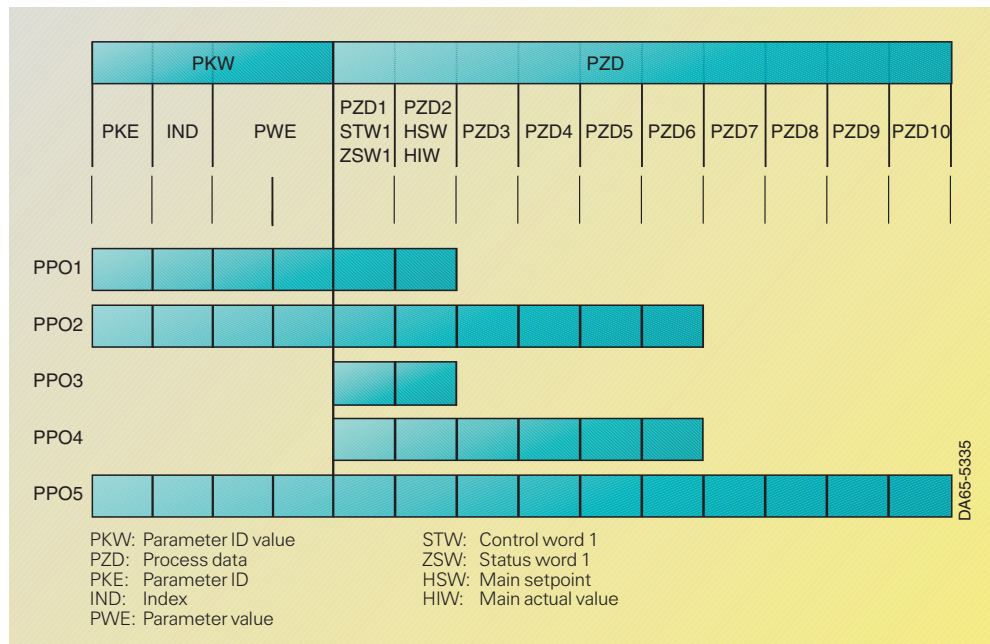 PKW PZD
PKE IND PWE PZD1 STW1 ZSW1 PZD2 HSW HIW PZD3 PZD4 PZD5 PZD6 PZD7 PZD8 PZD9 PZD10
PPO1
PPO2
PPO3
PPO4
PPO5
DA65-5335
PKW: Parameter ID value
PZD: Process data
PKE: Parameter ID
IND: Index
PWE: Parameter value
STW: Control word 1
ZSW: Status word 1
HSW: Main setpoint
HIW: Main actual value